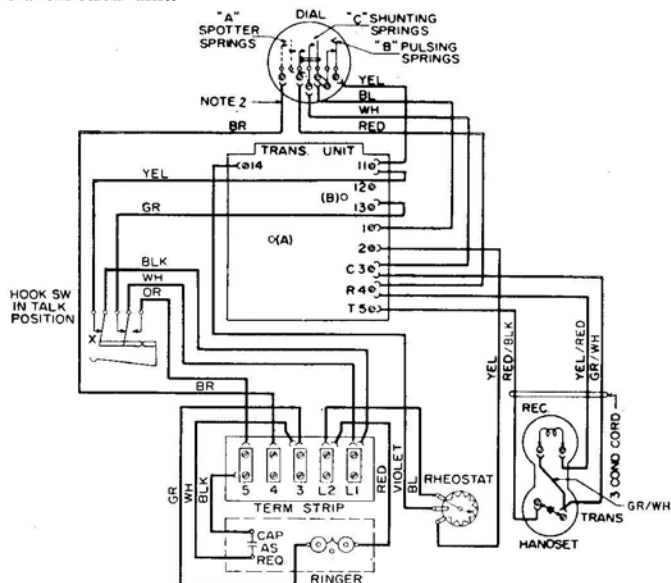 DIAL
"A" SPOTTER SPRINGS
"C" SHUNTING SPRINGS
"B" PULSING SPRINGS
NOTE 2
YEL
BL
WH
RED
BR
TRANS. UNIT
14
11
12
(B)
13
1
2
C 3
R 4
T 5
(A)
YEL
GR
BLK
WH
OR
HOOK SW
IN TALK
POSITION
X
BR
GR
WH
BLK
5 4 3 L2 L1
TERM STRIP
CAP
AS
REQ
RINGER
RED
VIOLET
BL
RHEOSTAT
YEL
RED/BLK
YEL/RED
GR/WH
3 COND CORD
REC.
GR/WH
TRANS
HANDSET